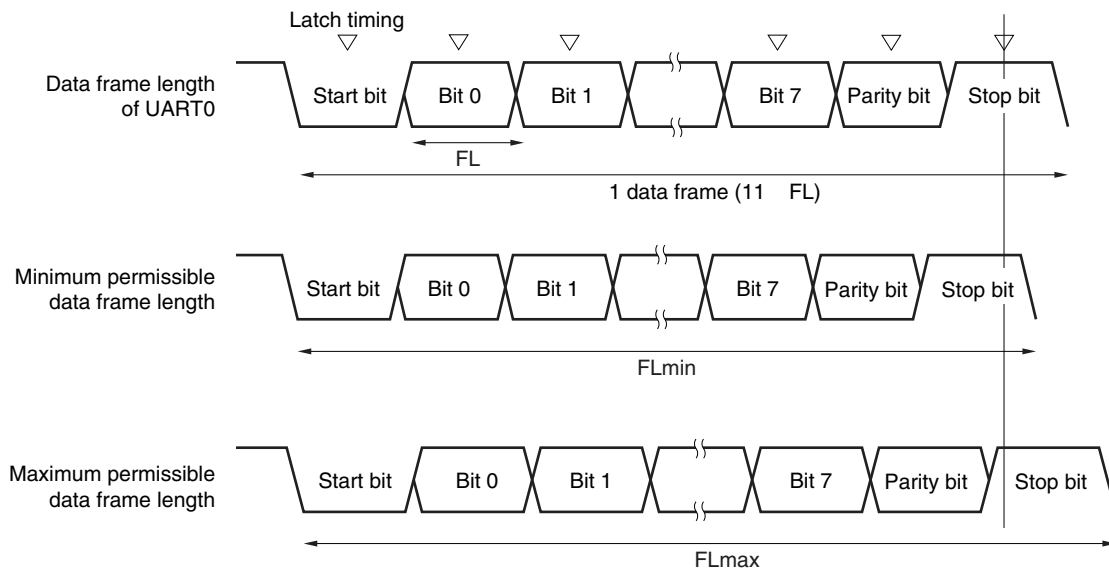 Latch timing
Data frame length
of UART0
Start bit Bit 0 Bit 1 Bit 7 Parity bit Stop bit
FL
1 data frame (11 FL)
Minimum permissible
data frame length
Start bit Bit 0 Bit 1 Bit 7 Parity bit Stop bit
FLmin
Maximum permissible
data frame length
Start bit Bit 0 Bit 1 Bit 7 Parity bit Stop bit
FLmax